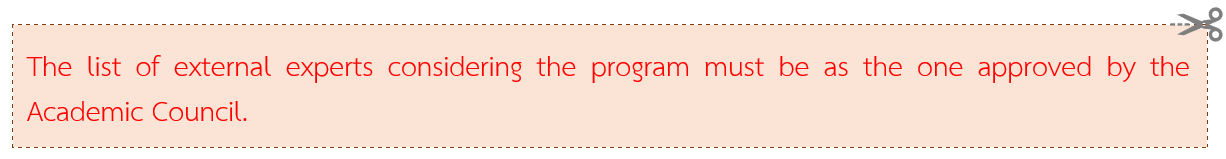 The list of external experts considering the program must be as the one approved by the
Academic Council.